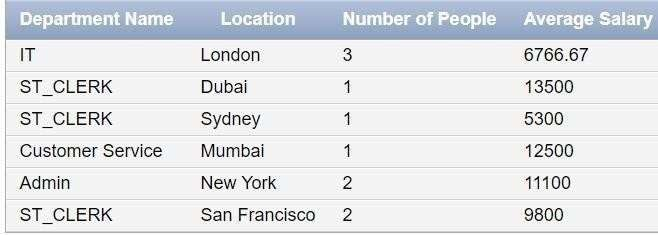 Department Name Location Number of People Average Salary
IT London 3 6766.67
ST_CLERK Dubai 1 13500
ST_CLERK Sydney 1 5300
Customer Service Mumbai 1 12500
Admin New York 2 11100
ST_CLERK San Francisco 2 9800